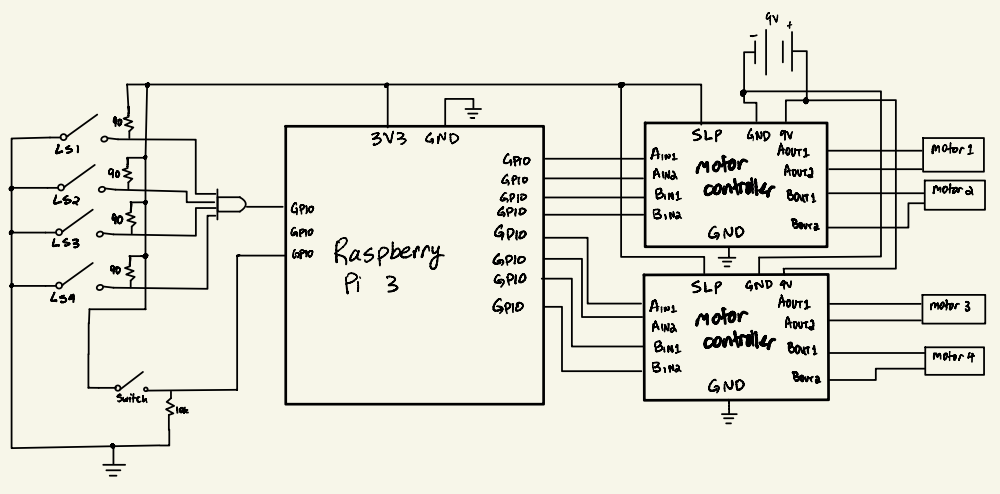 9v
- +
3V3 GND
SLP GND 9V
90
LS1
90
LS2
90
LS3
90
LS4
Switch
10k
GPIO
GPIO
GPIO
Raspberry
Pi 3
GPIO
GPIO
GPIO
GPIO
GPIO
GPIO
GPIO
GPIO
AIN1
AIN2
BIN1
BIN2
Motor
controller
AOUT1
AOUT2
BOUT1
BOUT2
GND
Motor 1
Motor 2
SLP GND 9V
AIN1
AIN2
BIN1
BIN2
Motor
controller
AOUT1
AOUT2
BOUT1
BOUT2
GND
Motor 3
Motor 4